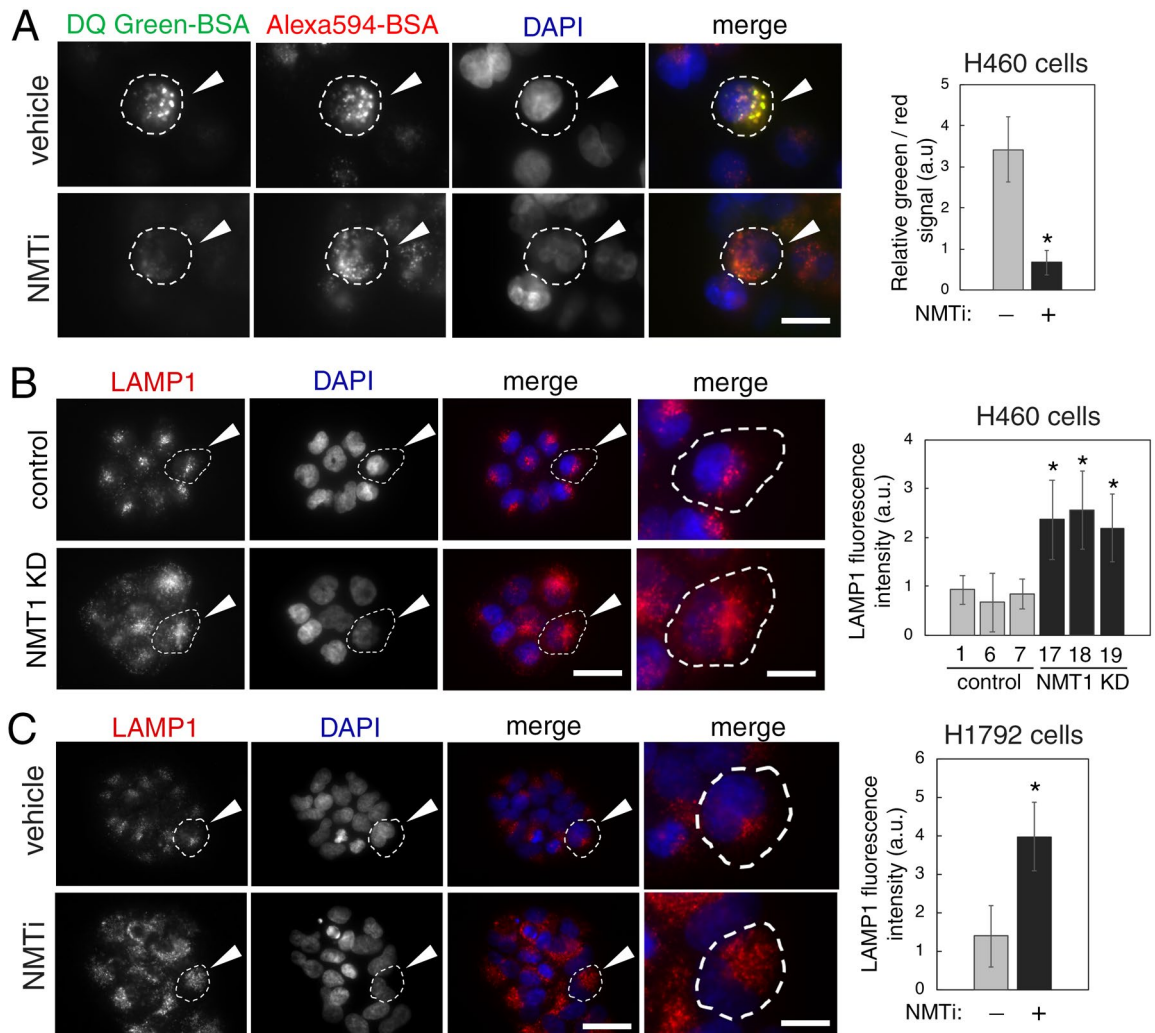 A
DQ Green-BSA Alexa594-BSA DAPI merge
vehicle
NMTi
H460 cells
Relative greeen / red
signal (a.u)
5
4
3
2
1
0
*
NMTi: – +
B
LAMP1 DAPI merge merge
control
NMT1 KD
H460 cells
LAMP1 fluorescence
intensity (a.u.)
4
3
2
1
0
* * *
1 6 7 17 18 19
control NMT1 KD
C
LAMP1 DAPI merge merge
vehicle
NMTi
H1792 cells
LAMP1 fluorescence
intensity (a.u.)
6
5
4
3
2
1
0
*
NMTi: – +